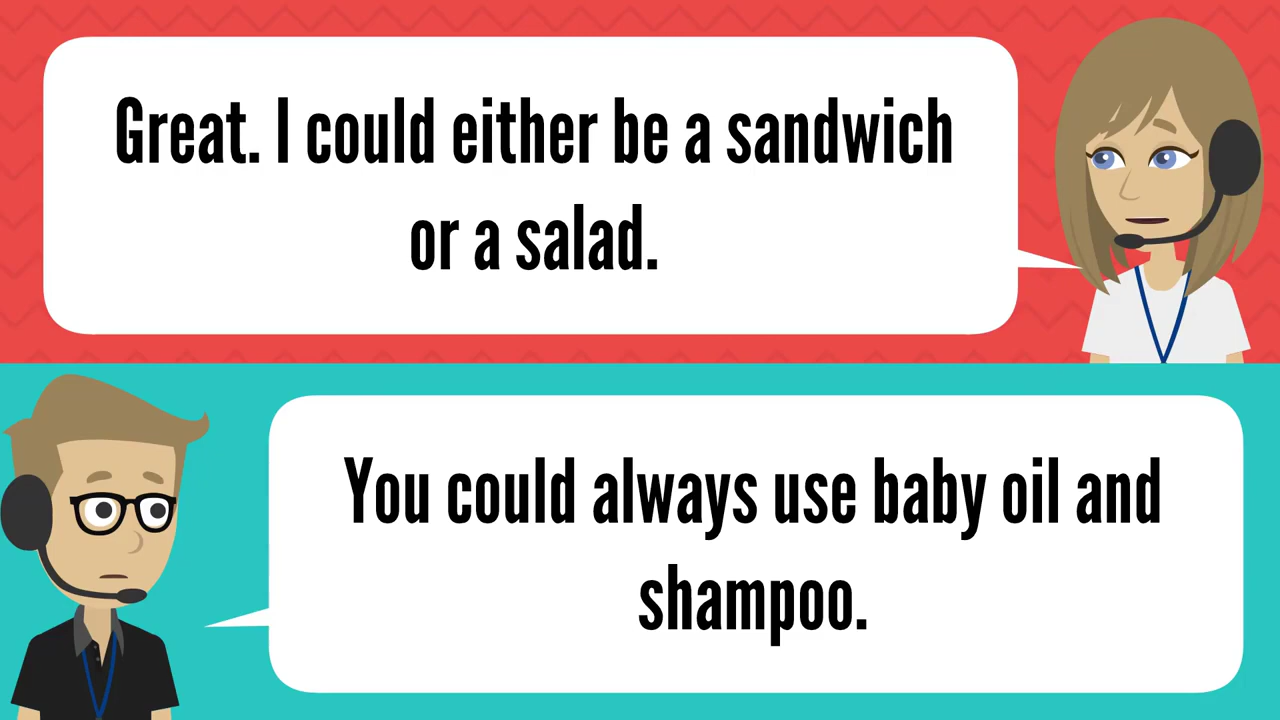 Great. I could either be a sandwich
or a salad.
You could always use baby oil and
shampoo.